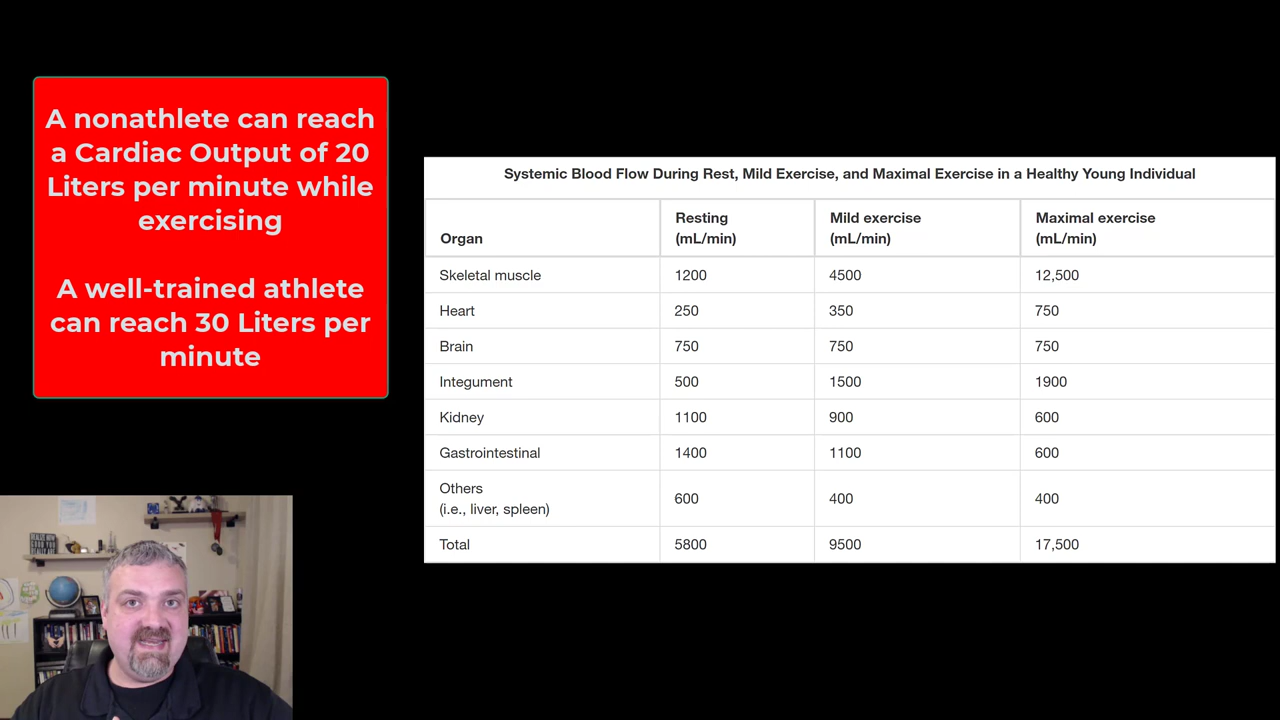 A nonathlete can reach
a Cardiac Output of 20
Liters per minute while
exercising
A well-trained athlete
can reach 30 Liters per
minute
Systemic Blood Flow During Rest, Mild Exercise, and Maximal Exercise in a Healthy Young Individual
Organ Resting (mL/min) Mild exercise (mL/min) Maximal exercise (mL/min)
Skeletal muscle 1200 4500 12,500
Heart 250 350 750
Brain 750 750 750
Integument 500 1500 1900
Kidney 1100 900 600
Gastrointestinal 1400 1100 600
Others (i.e., liver, spleen) 600 400 400
Total 5800 9500 17,500